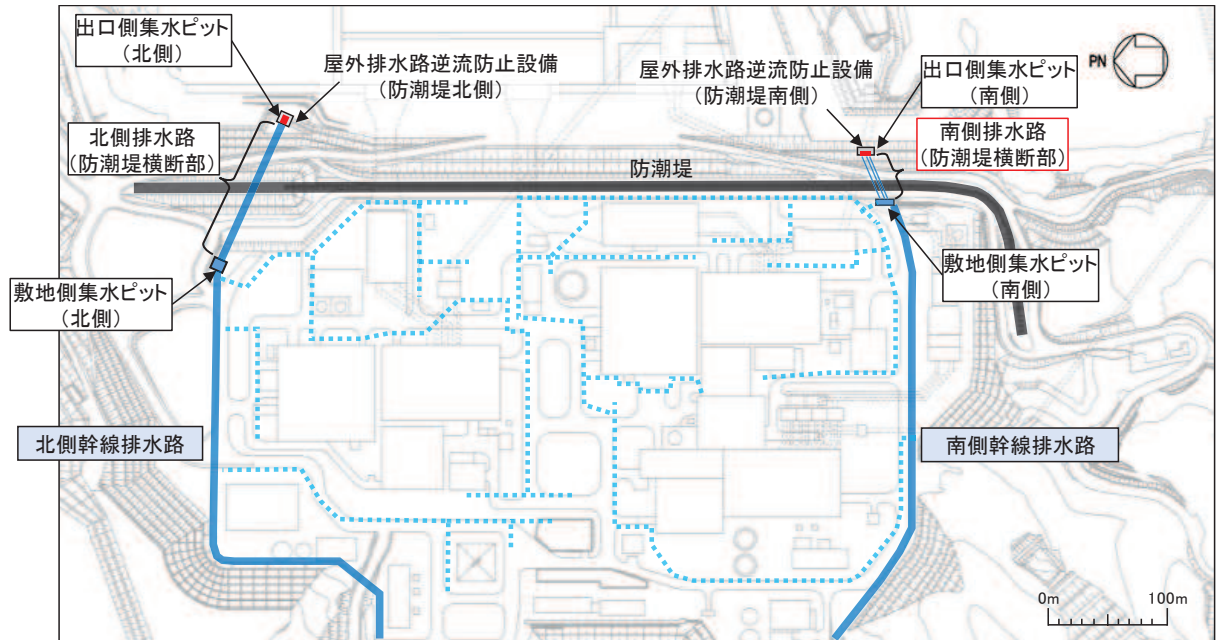 出口側集水ピット
（北側）
屋外排水路逆流防止設備
（防潮堤北側）
屋外排水路逆流防止設備
（防潮堤南側）
出口側集水ピット
（南側）
PN
北側排水路
（防潮堤横断部）
南側排水路
（防潮堤横断部）
防潮堤
敷地側集水ピット
（北側）
敷地側集水ピット
（南側）
北側幹線排水路
南側幹線排水路
0m
100m